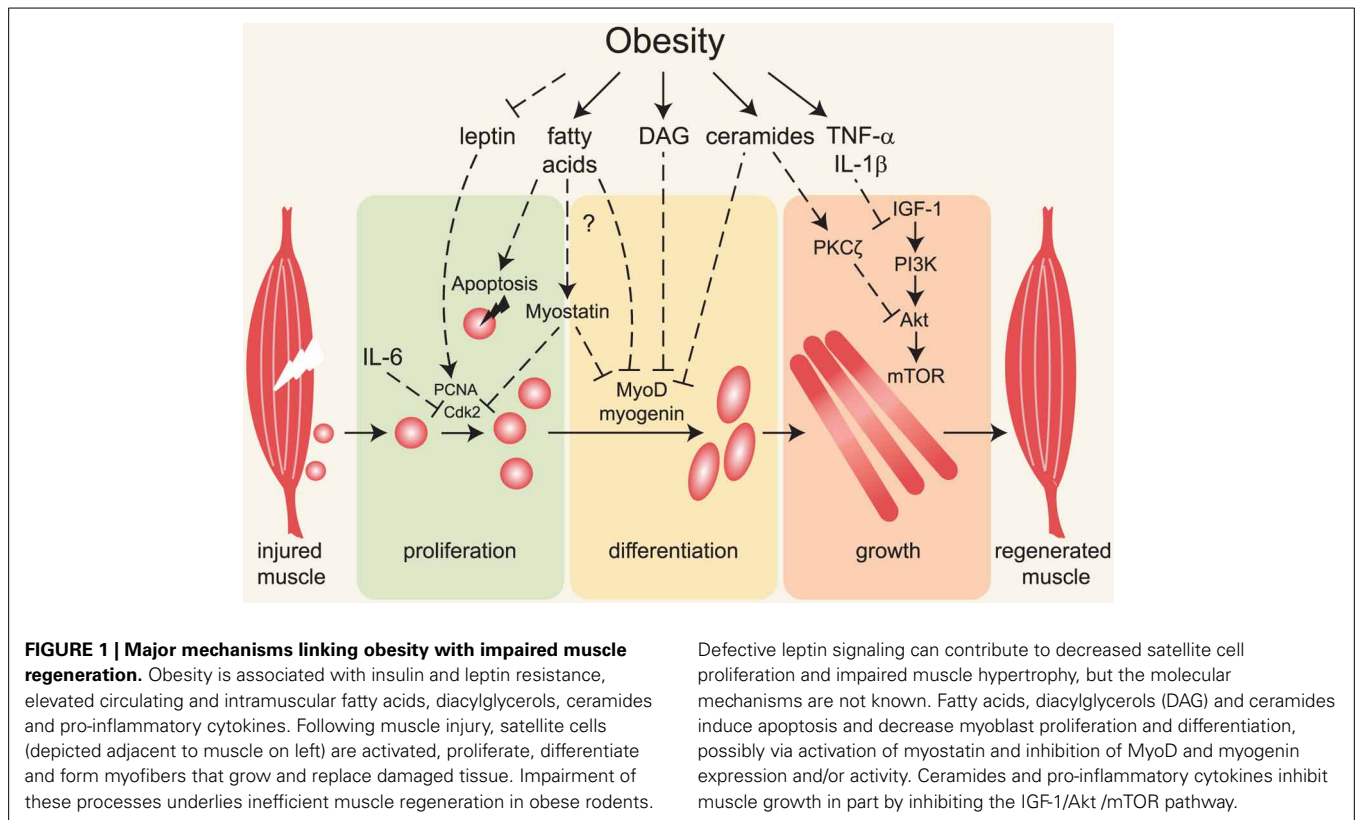 Obesity
leptin
fatty
acids
DAG
ceramides
TNF-α
IL-1β
?
IGF-1
PKCζ
PI3K
Apoptosis
Myostatin
Akt
IL-6
mTOR
PCNA
Cdk2
MyoD
myogenin
injured
muscle
proliferation
differentiation
growth
regenerated
muscle
FIGURE 1 | Major mechanisms linking obesity with impaired muscle
regeneration. Obesity is associated with insulin and leptin resistance,
elevated circulating and intramuscular fatty acids, diacylglycerols, ceramides
and pro-inflammatory cytokines. Following muscle injury, satellite cells
(depicted adjacent to muscle on left) are activated, proliferate, differentiate
and form myofibers that grow and replace damaged tissue. Impairment of
these processes underlies inefficient muscle regeneration in obese rodents.
Defective leptin signaling can contribute to decreased satellite cell
proliferation and impaired muscle hypertrophy, but the molecular
mechanisms are not known. Fatty acids, diacylglycerols (DAG) and ceramides
induce apoptosis and decrease myoblast proliferation and differentiation,
possibly via activation of myostatin and inhibition of MyoD and myogenin
expression and/or activity. Ceramides and pro-inflammatory cytokines inhibit
muscle growth in part by inhibiting the IGF-1/Akt /mTOR pathway.